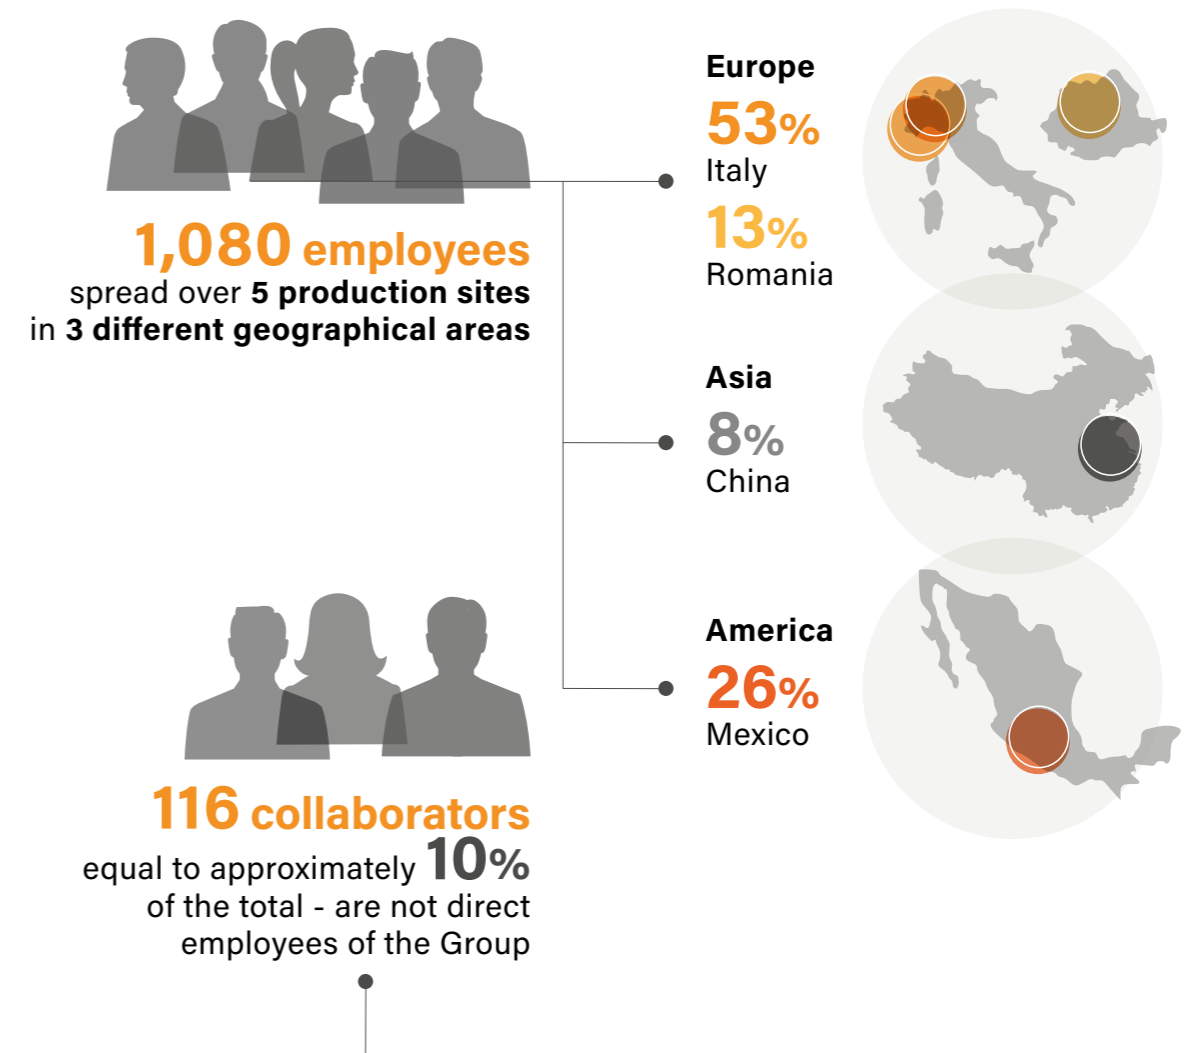 1,080 employees
spread over 5 production sites
in 3 different geographical areas
Europe
53%
Italy
13%
Romania
Asia
8%
China
America
26%
Mexico
116 collaborators
equal to approximately 10%
of the total - are not direct
employees of the Group